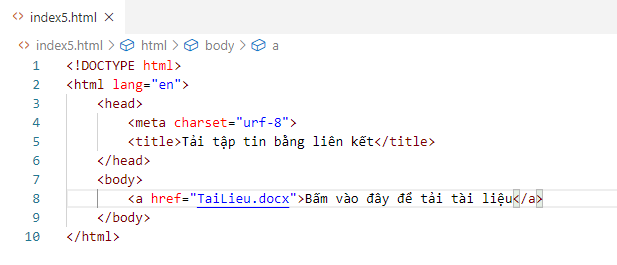 index5.html
index5.html > html > body > a
1 <!DOCTYPE html>
2 <html lang="en">
3 <head>
4 <meta charset="urf-8">
5 <title>Tải tập tin bằng liên kết</title>
6 </head>
7 <body>
8 <a href="TaiLieu.docx">Bấm vào đây để tải tài liệu</a>
9 </body>
10 </html>